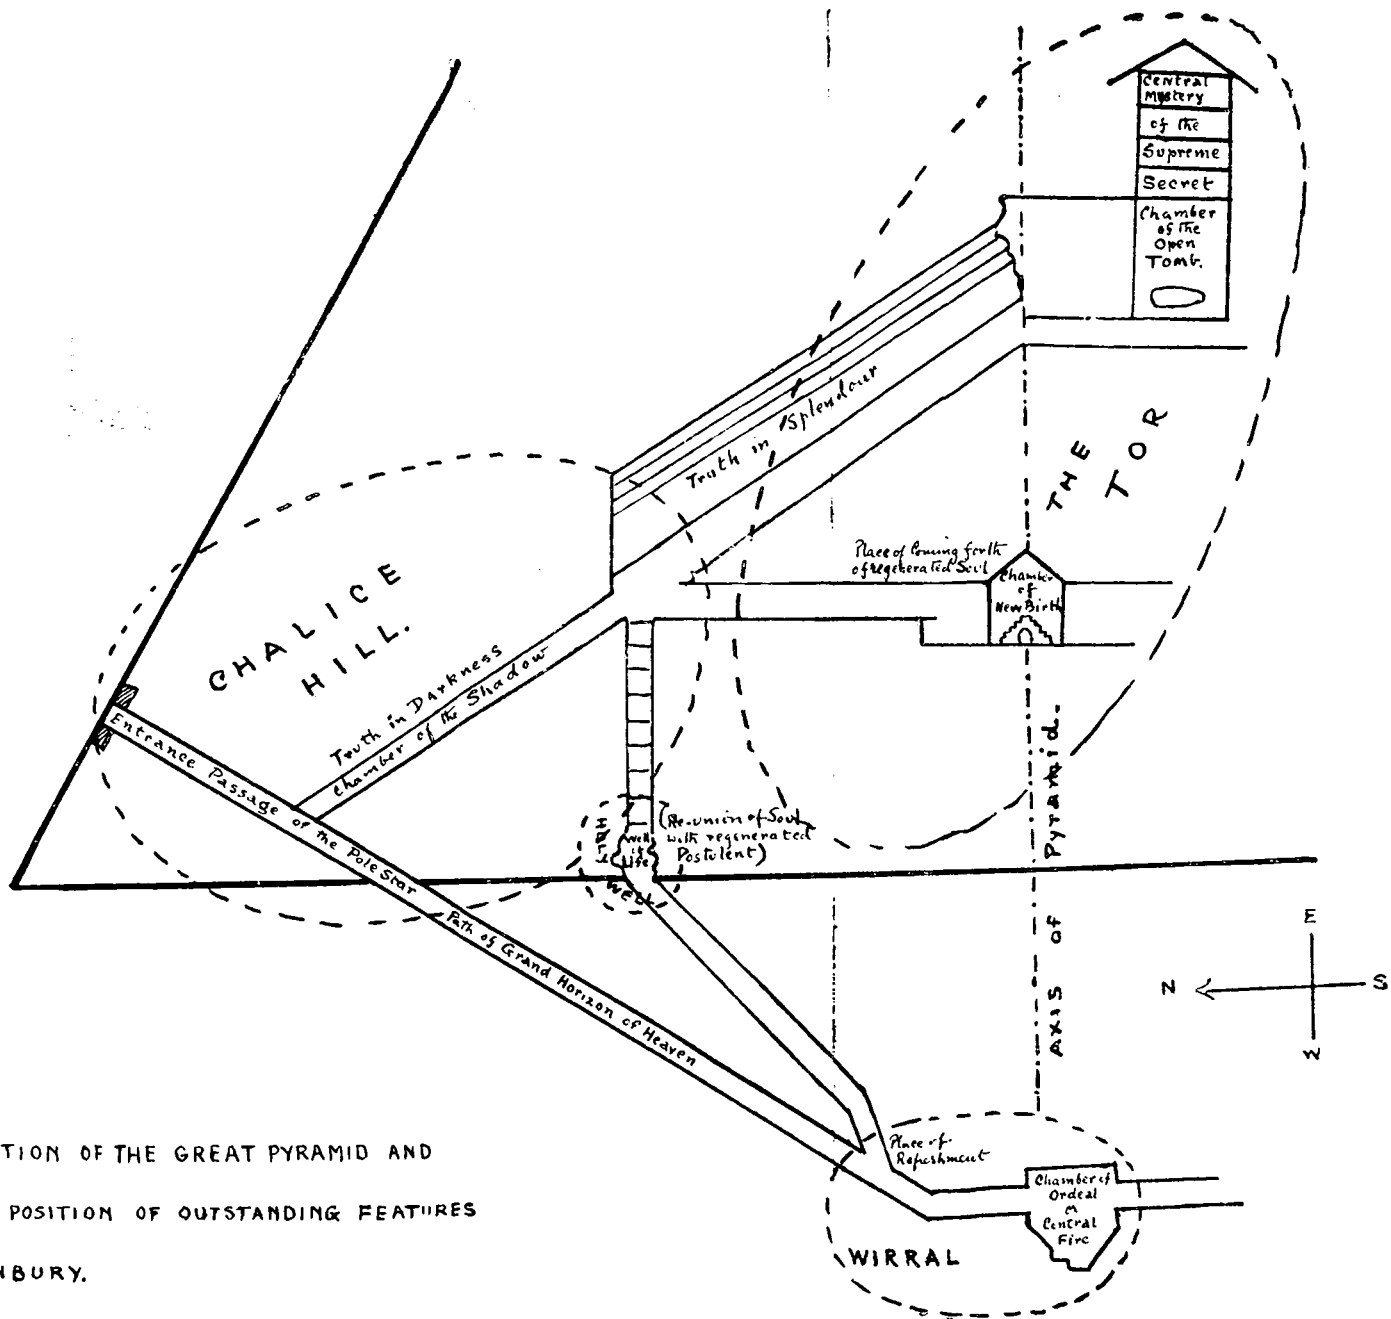 Central
Mystery
of the
Supreme
Secret
Chamber
of the
Open
Tomb.
Truth in Splendour
THE
TOR
Place of Coming forth
of regenerated Soul
Chamber
of
New Birth
CHALICE
HILL.
Truth in Darkness
Chamber of the Shadow
Entrance Passage of the Pole Star
Path of Grand Horizon of Heaven
HOLY
WELL
Well
of
Life
(Re-union of Soul
with regenerated
Postulent)
AXIS of Pyramid.
E
N
S
W
Place of
Refreshment
Chamber of
Ordeal
or
Central
Fire
WIRRAL
TION OF THE GREAT PYRAMID AND
POSITION OF OUTSTANDING FEATURES
NBURY.